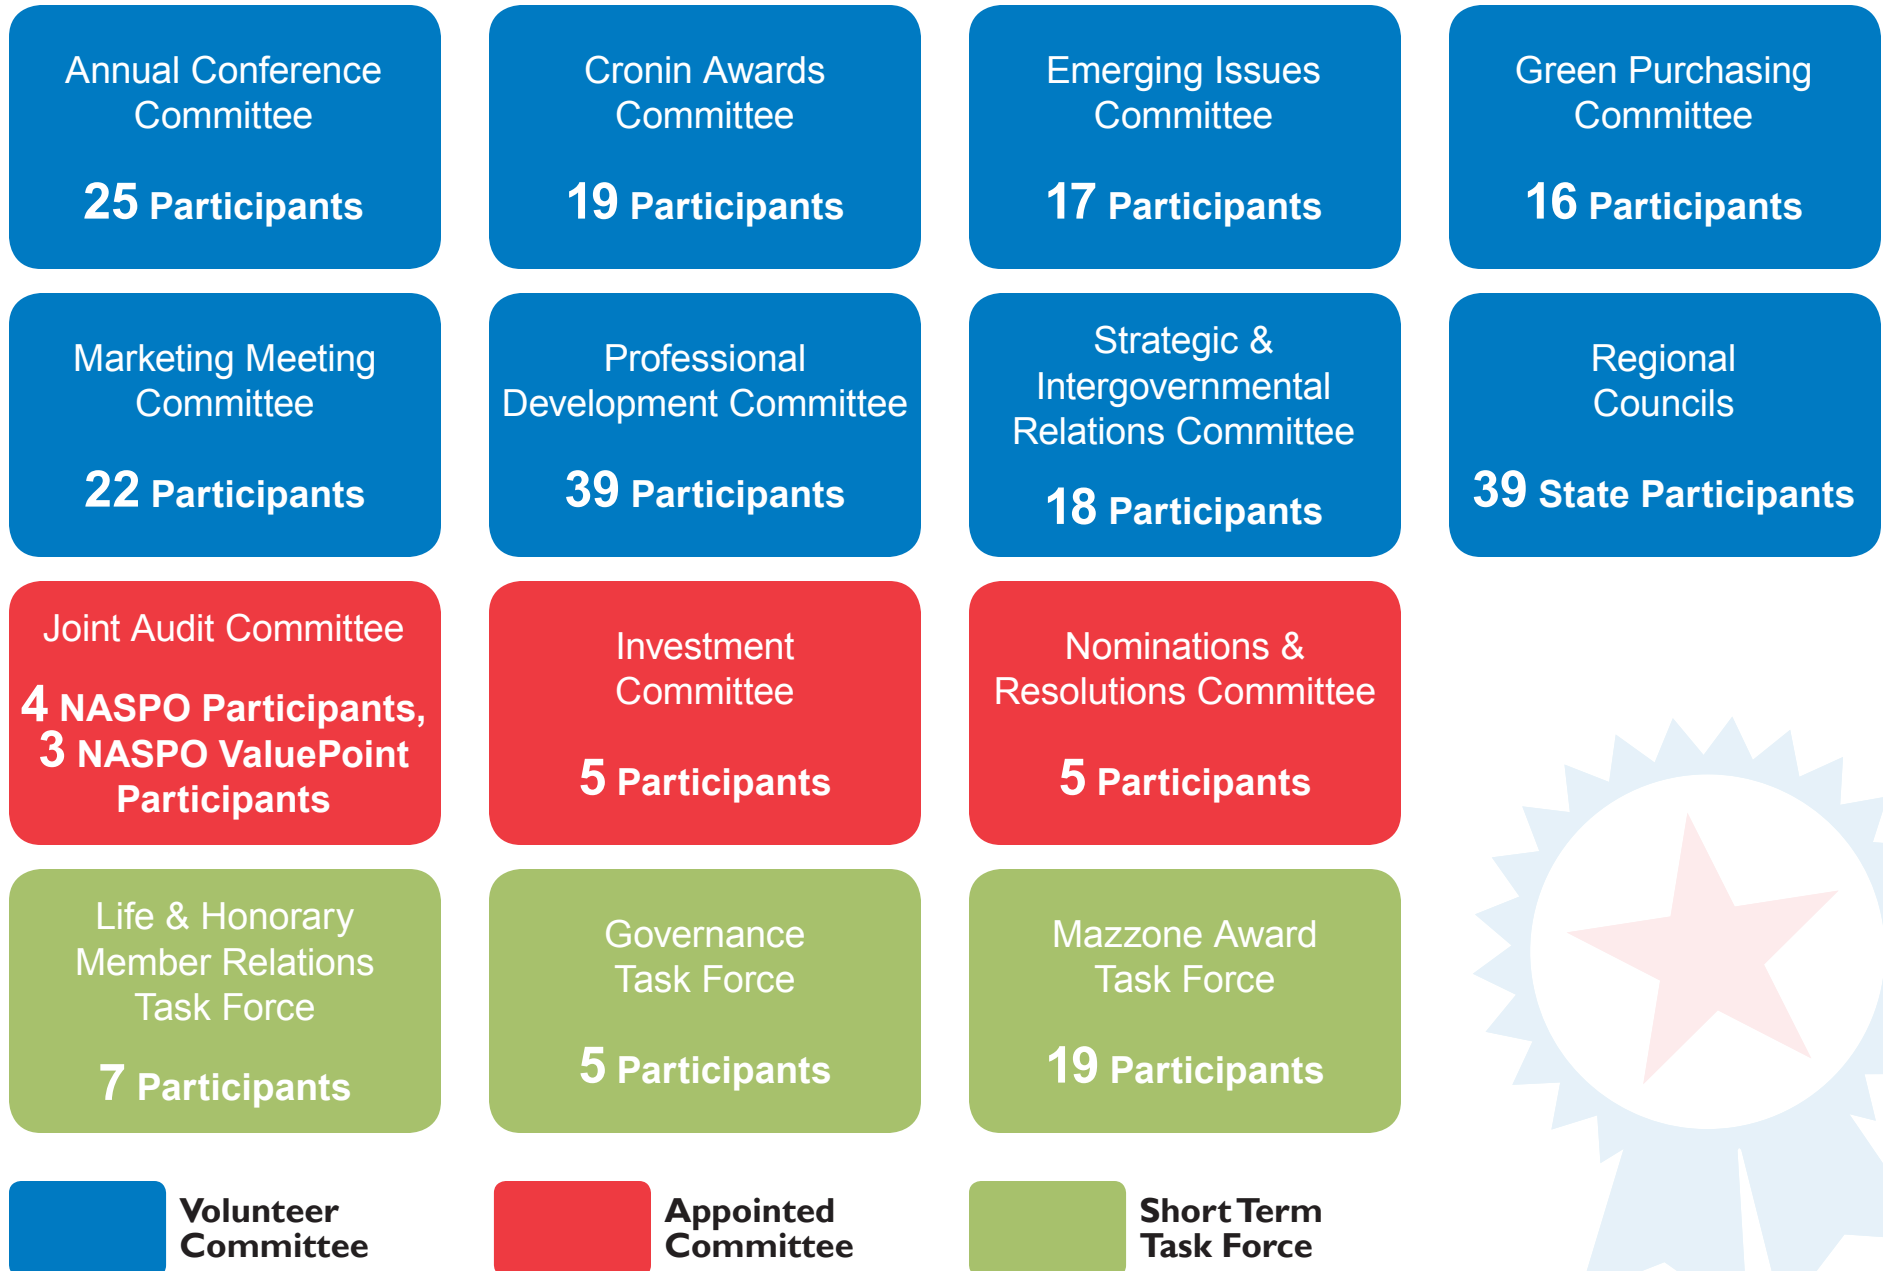 Annual Conference
Committee
25 Participants
Cronin Awards
Committee
19 Participants
Emerging Issues
Committee
17 Participants
Green Purchasing
Committee
16 Participants
Marketing Meeting
Committee
22 Participants
Professional
Development Committee
39 Participants
Strategic &
Intergovernmental
Relations Committee
18 Participants
Regional
Councils
39 State Participants
Joint Audit Committee
4 NASPO Participants,
3 NASPO ValuePoint
Participants
Investment
Committee
5 Participants
Nominations &
Resolutions Committee
5 Participants
Life & Honorary
Member Relations
Task Force
7 Participants
Governance
Task Force
5 Participants
Mazzone Award
Task Force
19 Participants
Volunteer
Committee
Appointed
Committee
Short Term
Task Force